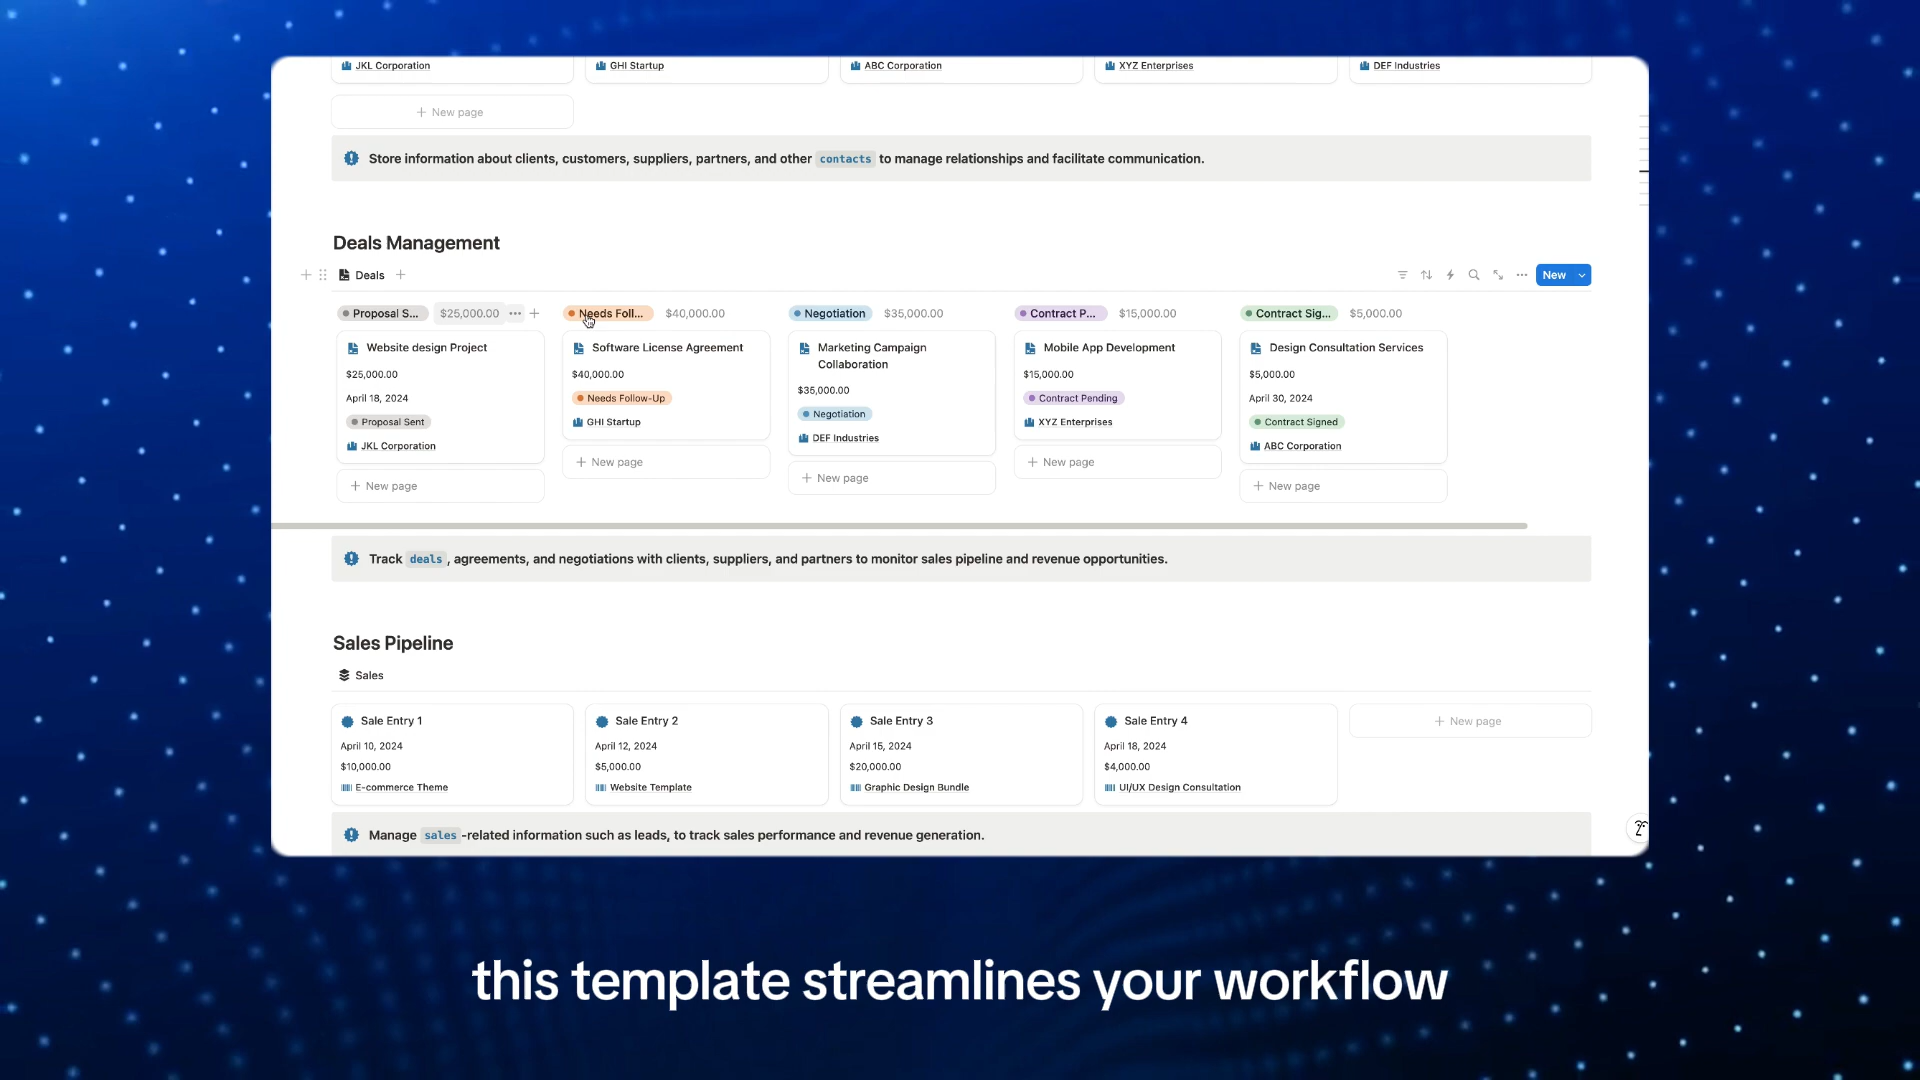 JKL Corporation GHI Startup ABC Corporation XYZ Enterprises DEF Industries
+ New page
Store information about clients, customers, suppliers, partners, and other contacts to manage relationships and facilitate communication.
Deals Management
Deals
New
Proposal S... $25,000.00 Needs Foll... $40,000.00 Negotiation $35,000.00 Contract P... $15,000.00 Contract Sig... $5,000.00
Website design Project
$25,000.00
April 18, 2024
Proposal Sent
JKL Corporation
+ New page
Software License Agreement
$40,000.00
Needs Follow-Up
GHI Startup
+ New page
Marketing Campaign
Collaboration
$35,000.00
Negotiation
DEF Industries
+ New page
Mobile App Development
$15,000.00
Contract Pending
XYZ Enterprises
+ New page
Design Consultation Services
$5,000.00
April 30, 2024
Contract Signed
ABC Corporation
+ New page
Track deals, agreements, and negotiations with clients, suppliers, and partners to monitor sales pipeline and revenue opportunities.
Sales Pipeline
Sales
Sale Entry 1
April 10, 2024
$10,000.00
E-commerce Theme
Sale Entry 2
April 12, 2024
$5,000.00
Website Template
Sale Entry 3
April 15, 2024
$20,000.00
Graphic Design Bundle
Sale Entry 4
April 18, 2024
$4,000.00
UI/UX Design Consultation
+ New page
Manage sales-related information such as leads, to track sales performance and revenue generation.
this template streamlines your workflow